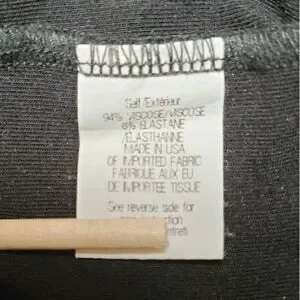 Self/Extérieur
94% VISCOSE/VISCOSE
6% ELASTANE
/ELASTHANNE
MADE IN USA
OF IMPORTED FABRIC
FABRIQUE AUX EU
DE IMPORTEE TISSUE
See reverse side for